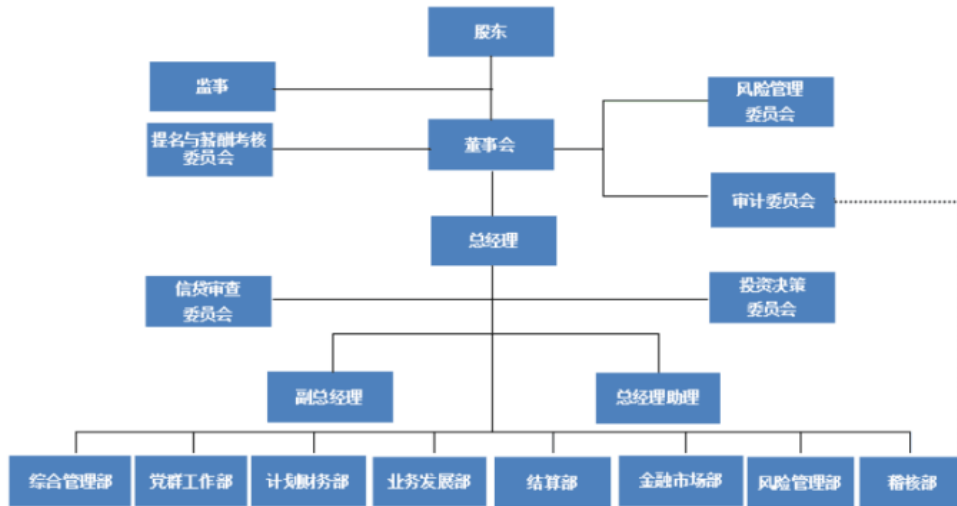 股东
监事
风险管理
委员会
提名与薪酬考核
委员会
董事会
审计委员会
总经理
信贷审查
委员会
投资决策
委员会
副总经理
总经理助理
综合管理部
党群工作部
计划财务部
业务发展部
结算部
金融市场部
风险管理部
稽核部